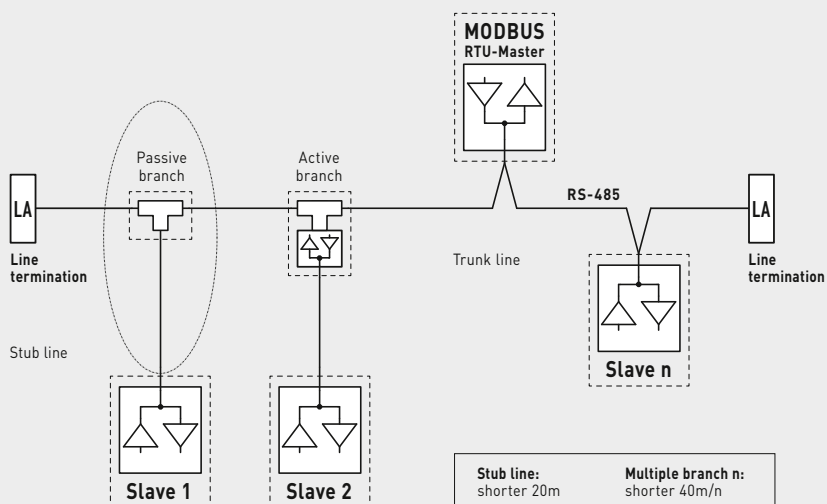 MODBUS
RTU-Master
Passive
branch
Active
branch
LA
RS-485
LA
Line
termination
Trunk line
Line
termination
Stub line
Slave n
Slave 1
Slave 2
Stub line:
shorter 20m
Multiple branch n:
shorter 40m/n